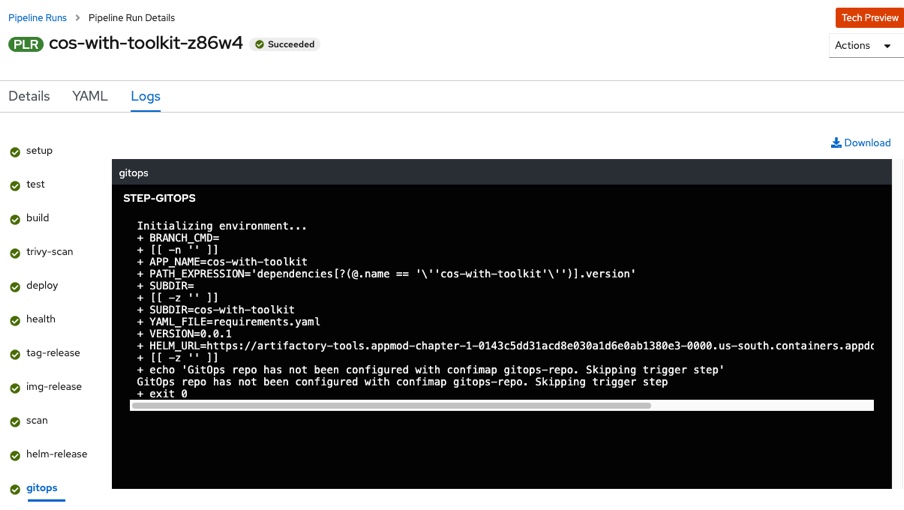 Pipeline Runs > Pipeline Run Details
Tech Preview
PLR cos-with-toolkit-z86w4 Succeeded
Actions
Details YAML Logs
Download
setup
test
build
trivy-scan
deploy
health
tag-release
img-release
scan
helm-release
gitops
gitops
STEP-GITOPS
Initializing environment...
+ BRANCH_CMD=
+ [[ -n '' ]]
+ APP_NAME=cos-with-toolkit
+ PATH_EXPRESSION='dependencies[?(@.name == '\''cos-with-toolkit'\'')].version'
+ SUBDIR=
+ [[ -z '' ]]
+ SUBDIR=cos-with-toolkit
+ YAML_FILE=requirements.yaml
+ VERSION=0.0.1
+ HELM_URL=https://artifactory-tools.appmod-chapter-1-0143c5dd31acd8e030a1d6e0ab1380e3-0000.us-south.containers.appdo
+ [[ -z '' ]]
+ echo 'GitOps repo has not been configured with confimap gitops-repo. Skipping trigger step'
GitOps repo has not been configured with confimap gitops-repo. Skipping trigger step
+ exit 0